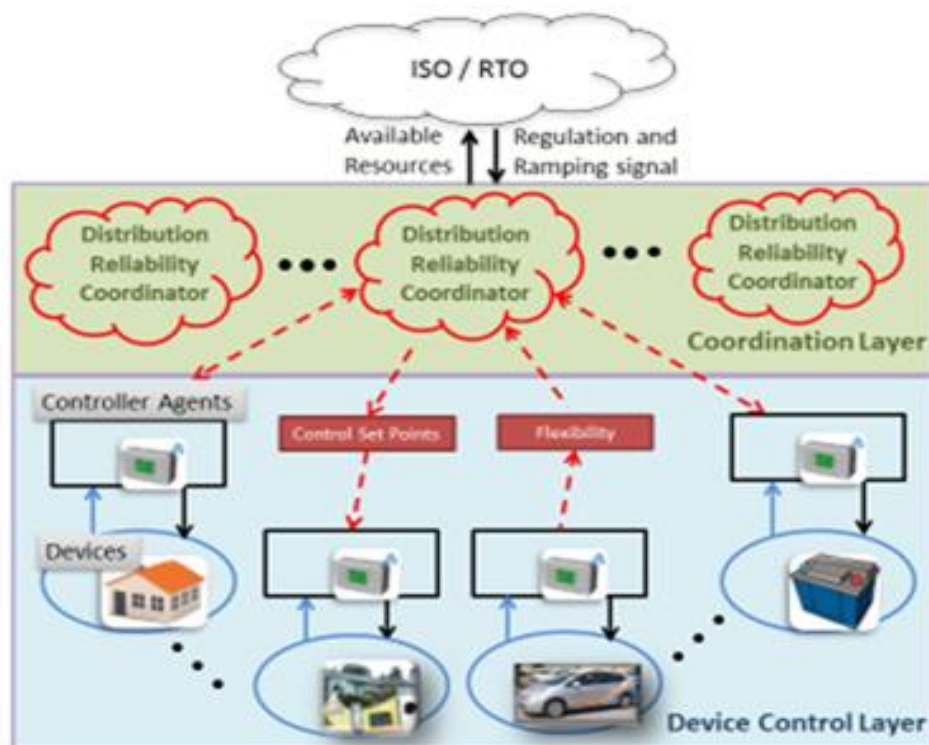 ISO / RTO
Available
Resources
Regulation and
Ramping signal
Distribution
Reliability
Coordinator
Distribution
Reliability
Coordinator
Distribution
Reliability
Coordinator
Coordination Layer
Controller Agents
Control Set Points
Flexibility
Devices
Device Control Layer